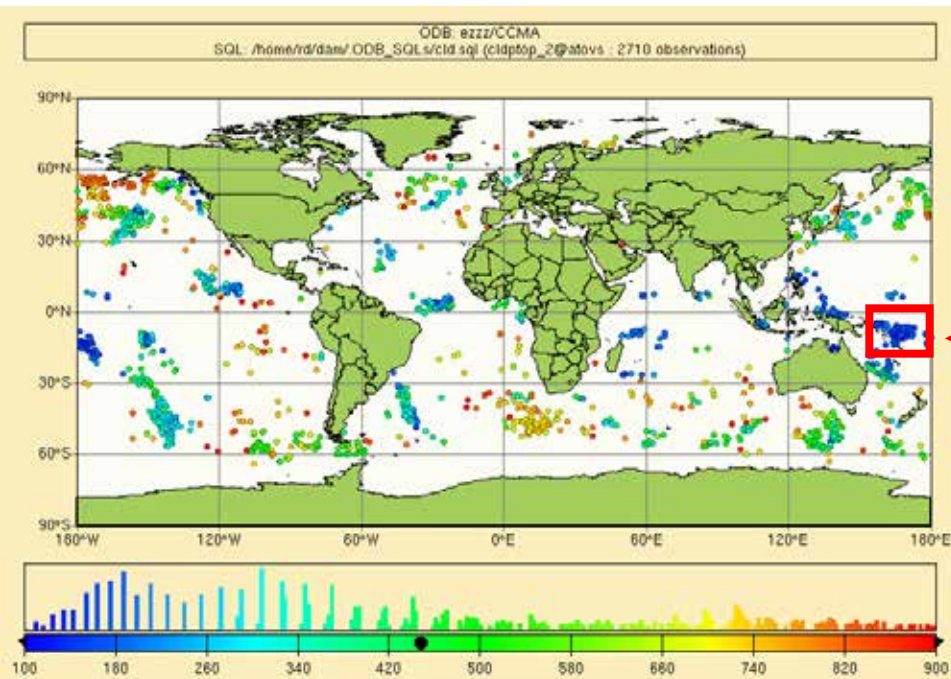 ODB: ezzz/CCMA
SQL: /home/rd/dam/.ODB_SQLs/cld.sql (cldptop_2@atovs : 2710 observations)
90°N
60°N
30°N
0°N
30°S
60°S
90°S
180°W 120°W 60°W 0°E 60°E 120°E 180°E
100 180 260 340 420 500 580 660 740 820 900